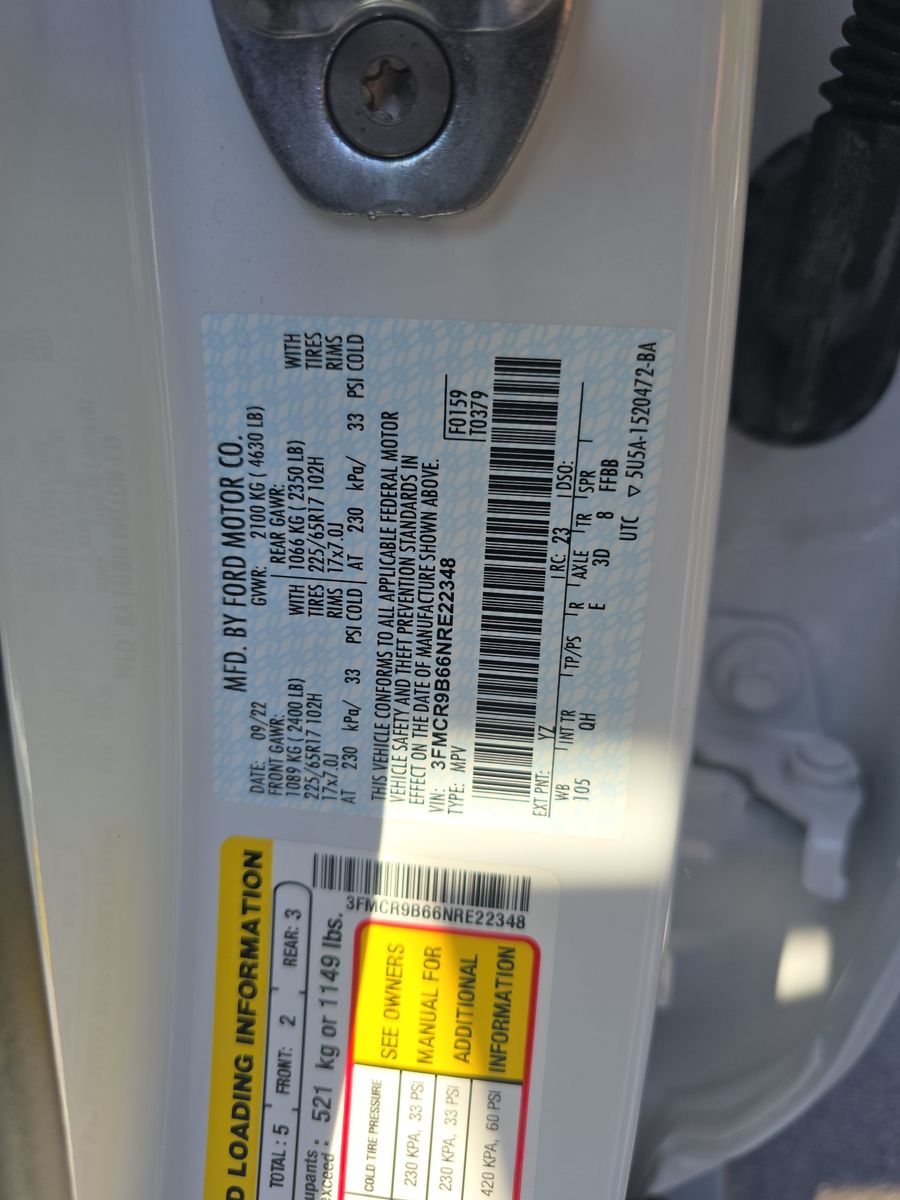 MFD. BY FORD MOTOR CO.
DATE: 09/22 GVWR: 2100 KG ( 4630 LB)
FRONT GAWR: REAR GAWR:
1089 KG ( 2400 LB) WITH 1066 KG ( 2350 LB) WITH
225/65R17 102H TIRES 225/65R17 102H TIRES
17x7.0J RIMS 17x7.0J RIMS
AT 230 kPa/ 33 PSI COLD AT 230 kPa/ 33 PSI COLD
THIS VEHICLE CONFORMS TO ALL APPLICABLE FEDERAL MOTOR
VEHICLE SAFETY AND THEFT PREVENTION STANDARDS IN
EFFECT ON THE DATE OF MANUFACTURE SHOWN ABOVE.
VIN: 3FMCR9B66NRE22348
TYPE: MPV
F0159
T0379
EXT PNT: YZ RC: 23 DSO:
WB INT TR TP/PS R AXLE TR SPR
105 QH E 3D 8 FFBB
UTC ▽ 5U5A-1520472-BA
D LOADING INFORMATION
TOTAL : 5 FRONT: 2 REAR: 3
upants :
exceed : 521 kg or 1149 lbs.
3FMCR9B66NRE22348
COLD TIRE PRESSURE
230 KPA, 33 PSI
230 KPA, 33 PSI
420 KPA, 60 PSI
SEE OWNERS
MANUAL FOR
ADDITIONAL
INFORMATION